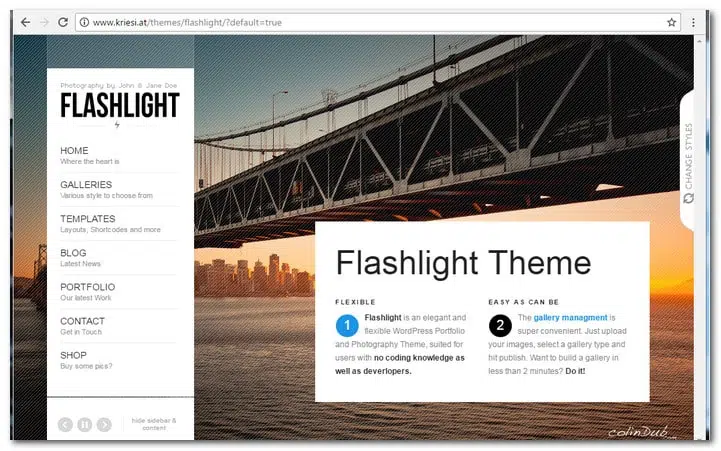 www.kriesi.at/themes/flashlight/?default=true
Photography by John & Jane Doe
FLASHLIGHT
HOME
Where the heart is
GALLERIES
Various style to choose from
TEMPLATES
Layouts, Shortcodes and more
BLOG
Latest News
PORTFOLIO
Our latest Work
CONTACT
Get in Touch
SHOP
Buy some pics?
hide sidebar &
content
CHANGE STYLES
Flashlight Theme
FLEXIBLE
1 Flashlight is an elegant and
flexible WordPress Portfolio
and Photography Theme, suited for
users with no coding knowledge as
well as deverlopers.
EASY AS CAN BE
2 The gallery managment is
super convenient. Just upload
your images, select a gallery type and
hit publish. Want to build a gallery in
less than 2 minutes? Do it!
colinDub